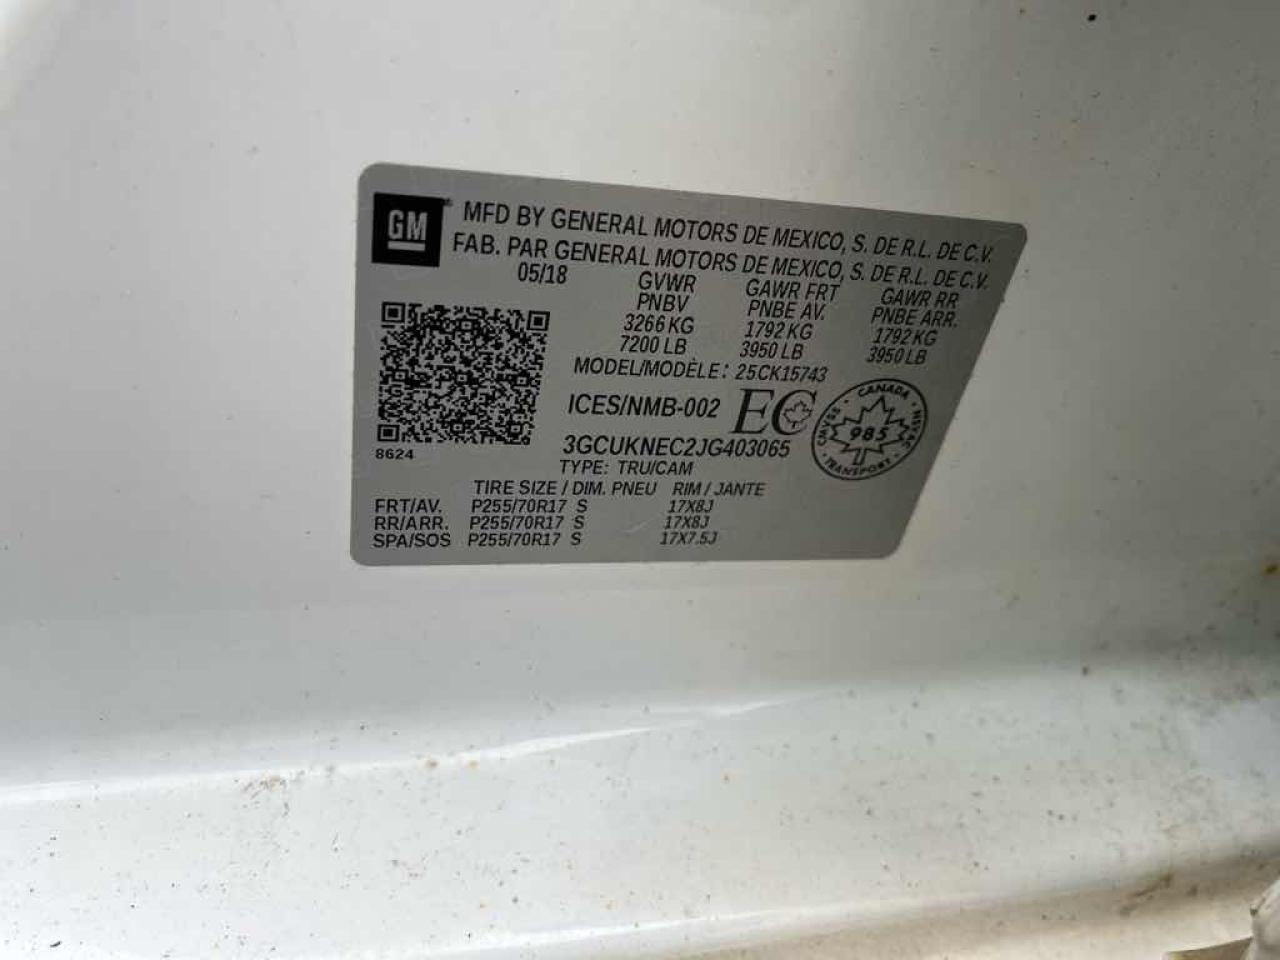 GM MFD BY GENERAL MOTORS DE MEXICO, S. DE R.L. DE C.V.
FAB. PAR GENERAL MOTORS DE MEXICO, S. DE R.L. DE C.V.
05/18 GVWR GAWR FRT GAWR RR
PNBV PNBE AV. PNBE ARR.
3266 KG 1792 KG 1792 KG
7200 LB 3950 LB 3950 LB
MODEL/MODÈLE: 25CK15743
ICES/NMB-002 EC
CANADA NSVAC TRANSPORT CMVSS
985
3GCUKNEC2JG403065
8624
TYPE: TRU/CAM
TIRE SIZE / DIM. PNEU RIM / JANTE
FRT/AV. P255/70R17 S 17X8J
RR/ARR. P255/70R17 S 17X8J
SPA/SOS P255/70R17 S 17X7.5J